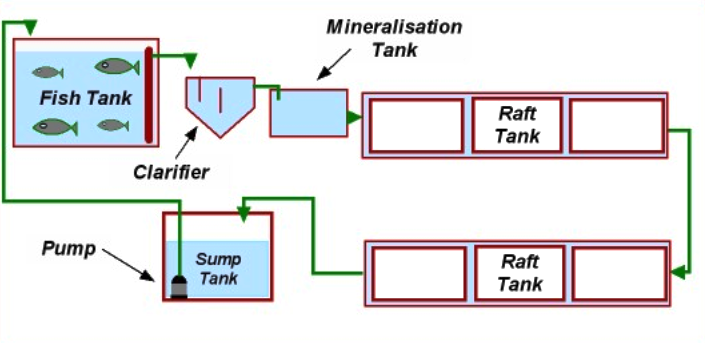 Mineralisation
Tank
Fish Tank
Raft
Tank
Clarifier
Pump
Sump
Tank
Raft
Tank